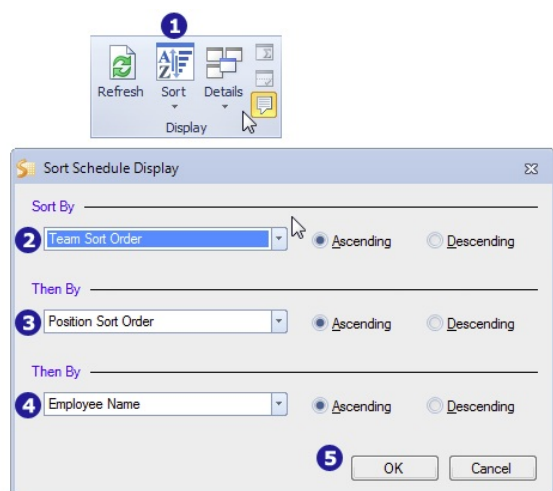 1
Refresh Sort Details
Display
Sort Schedule Display
Sort By
2 Team Sort Order Ascending Descending
Then By
3 Position Sort Order Ascending Descending
Then By
4 Employee Name Ascending Descending
5 OK Cancel